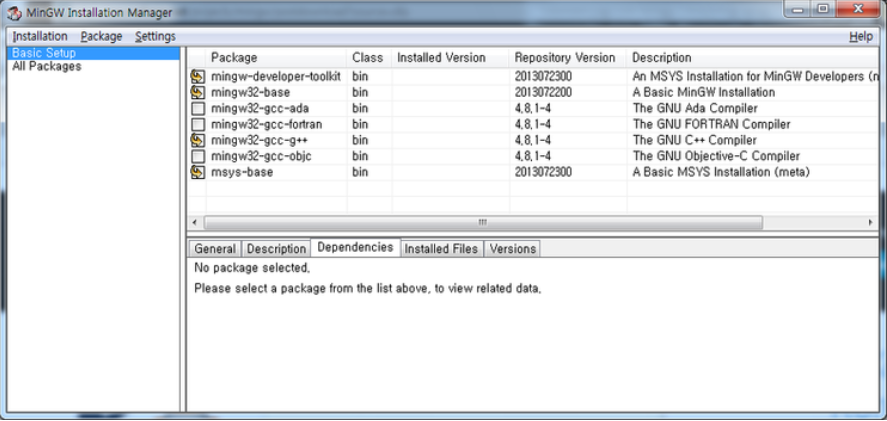 MinGW Installation Manager
Installation Package Settings Help
Basic Setup
All Packages
Package Class Installed Version Repository Version Description
mingw-developer-toolkit bin 2013072300 An MSYS Installation for MinGW Developers (n
mingw32-base bin 2013072200 A Basic MinGW Installation
mingw32-gcc-ada bin 4.8.1-4 The GNU Ada Compiler
mingw32-gcc-fortran bin 4.8.1-4 The GNU FORTRAN Compiler
mingw32-gcc-g++ bin 4.8.1-4 The GNU C++ Compiler
mingw32-gcc-objc bin 4.8.1-4 The GNU Objective-C Compiler
msys-base bin 2013072300 A Basic MSYS Installation (meta)
General Description Dependencies Installed Files Versions
No package selected.
Please select a package from the list above, to view related data.